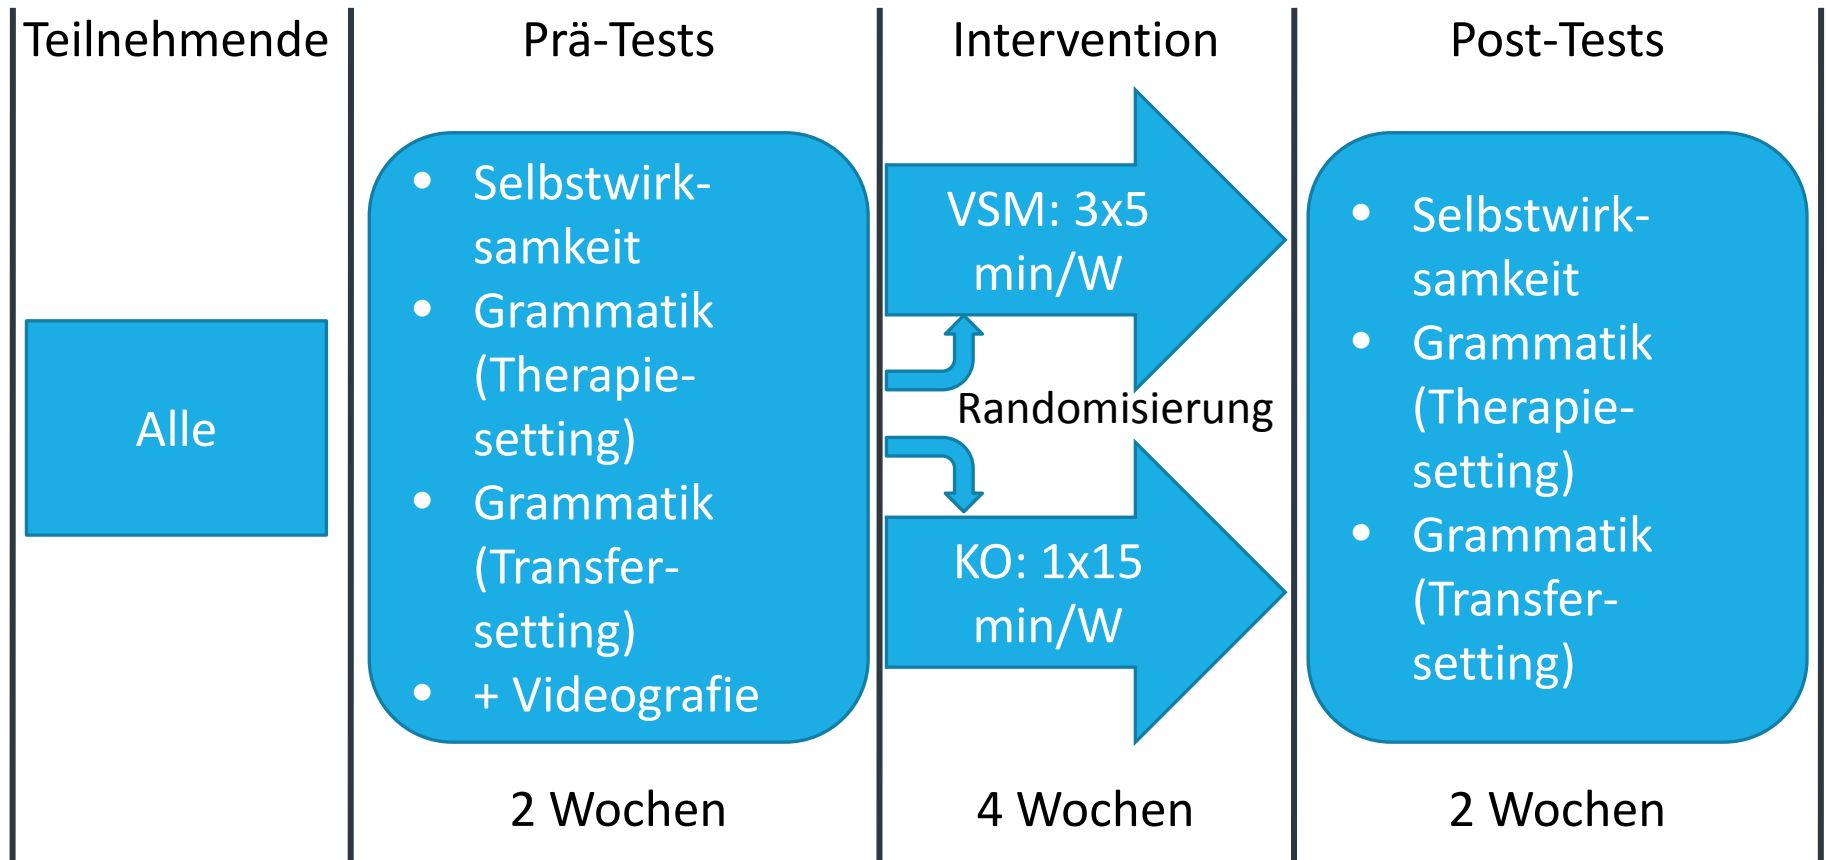 Teilnehmende
Prä-Tests
Intervention
Post-Tests
Alle
• Selbstwirk-
samkeit
• Grammatik
(Therapie-
setting)
• Grammatik
(Transfer-
setting)
• + Videografie
VSM: 3x5
min/W
Randomisierung
KO: 1x15
min/W
• Selbstwirk-
samkeit
• Grammatik
(Therapie-
setting)
• Grammatik
(Transfer-
setting)
2 Wochen
4 Wochen
2 Wochen